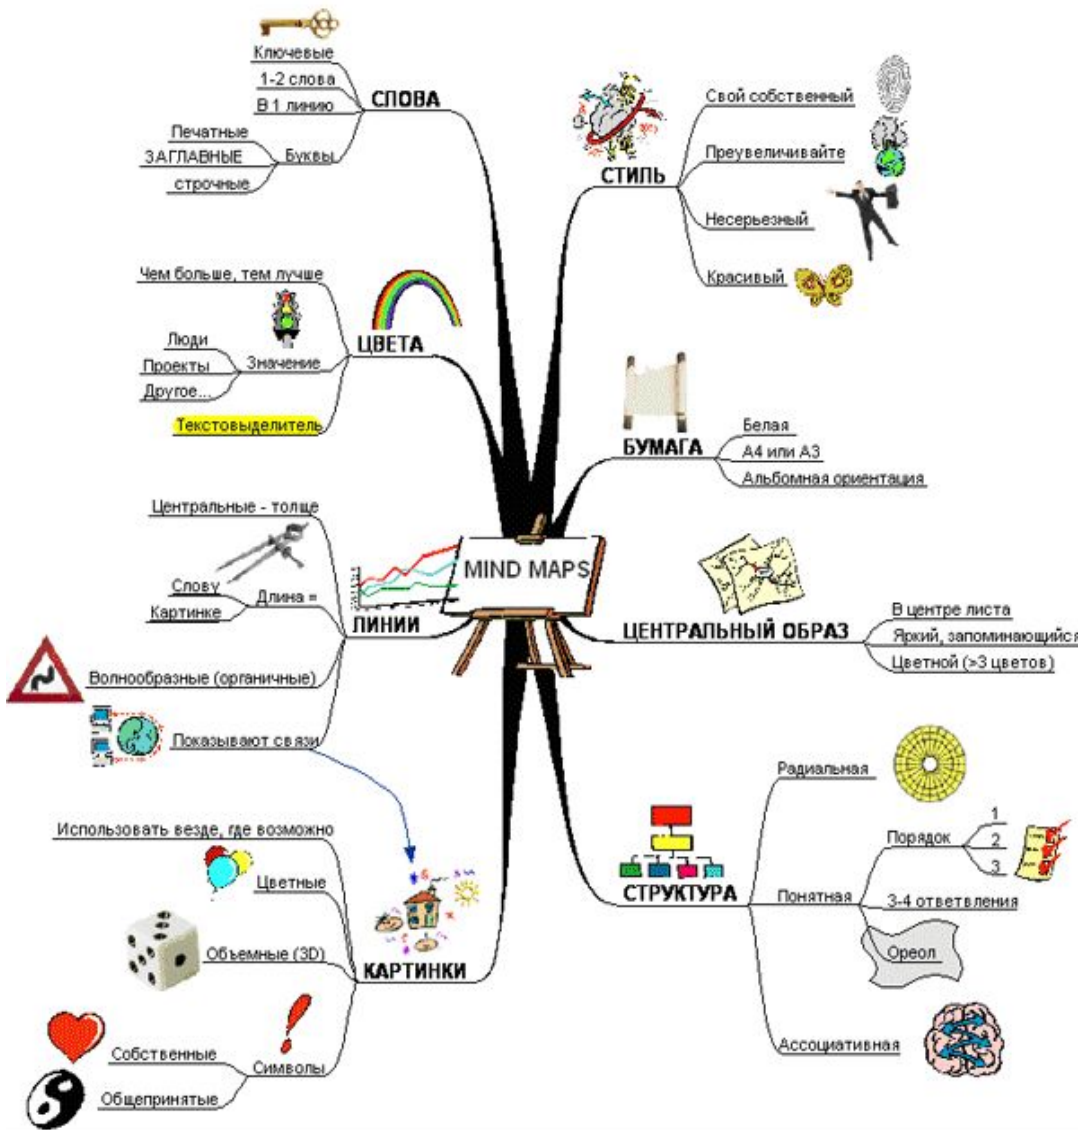 Ключевые
1-2 слова
В 1 линию
СЛОВА
Печатные
ЗАГЛАВНЫЕ
строчные
Буквы
Чем больше, тем лучше
ЦВЕТА
Люди
Проекты
Другое...
Значение
Текстовыделитель
Центральные - толще
Слову
Картинке
Длина =
ЛИНИИ
Волнообразные (органичные)
Показывают связи
Использовать везде, где возможно
Цветные
Объемные (3D)
КАРТИНКИ
Собственные
Общепринятые
Символы
MIND MAPS
СТИЛЬ
Свой собственный
Преувеличивайте
Несерьезный
Красивый
БУМАГА
Белая
А4 или А3
Альбомная ориентация
ЦЕНТРАЛЬНЫЙ ОБРАЗ
В центре листа
Яркий, запоминающийся
Цветной (>3 цветов)
СТРУКТУРА
Радиальная
Понятная
Порядок
1
2
3
3-4 ответвления
Ореол
Ассоциативная